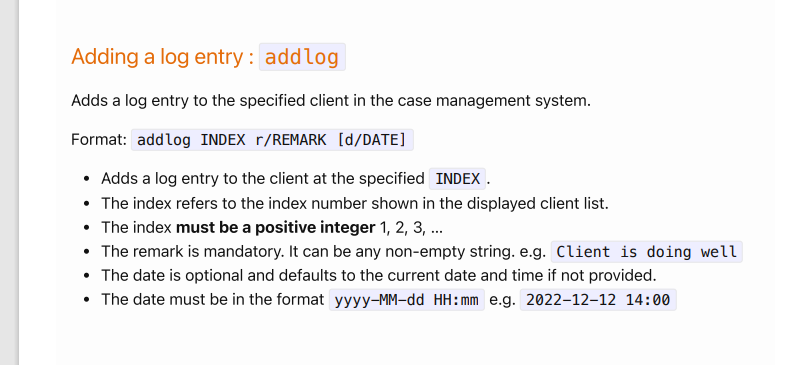 Adding a log entry : addlog
Adds a log entry to the specified client in the case management system.
Format: addlog INDEX r/REMARK [d/DATE]
• Adds a log entry to the client at the specified INDEX.
• The index refers to the index number shown in the displayed client list.
• The index must be a positive integer 1, 2, 3, …
• The remark is mandatory. It can be any non-empty string. e.g. Client is doing well
• The date is optional and defaults to the current date and time if not provided.
• The date must be in the format yyyy-MM-dd HH:mm e.g. 2022-12-12 14:00